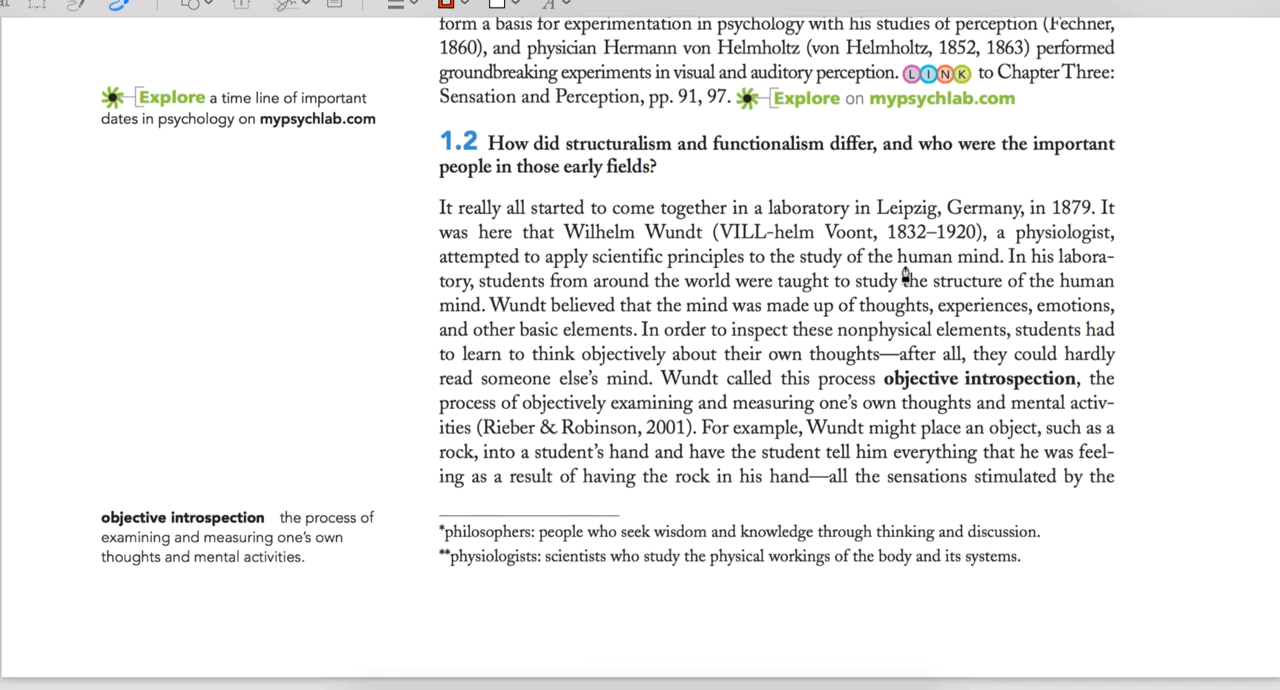 form a basis for experimentation in psychology with his studies of perception (Fechner,
1860), and physician Hermann von Helmholtz (von Helmholtz, 1852, 1863) performed
groundbreaking experiments in visual and auditory perception. LINK to Chapter Three:
Sensation and Perception, pp. 91, 97. Explore on mypsychlab.com
Explore a time line of important
dates in psychology on mypsychlab.com
1.2 How did structuralism and functionalism differ, and who were the important
people in those early fields?
It really all started to come together in a laboratory in Leipzig, Germany, in 1879. It
was here that Wilhelm Wundt (VILL-helm Voont, 1832–1920), a physiologist,
attempted to apply scientific principles to the study of the human mind. In his labora-
tory, students from around the world were taught to study the structure of the human
mind. Wundt believed that the mind was made up of thoughts, experiences, emotions,
and other basic elements. In order to inspect these nonphysical elements, students had
to learn to think objectively about their own thoughts—after all, they could hardly
read someone else's mind. Wundt called this process objective introspection, the
process of objectively examining and measuring one's own thoughts and mental activ-
ities (Rieber & Robinson, 2001). For example, Wundt might place an object, such as a
rock, into a student's hand and have the student tell him everything that he was feel-
ing as a result of having the rock in his hand—all the sensations stimulated by the
objective introspection the process of
examining and measuring one's own
thoughts and mental activities.
*philosophers: people who seek wisdom and knowledge through thinking and discussion.
**physiologists: scientists who study the physical workings of the body and its systems.